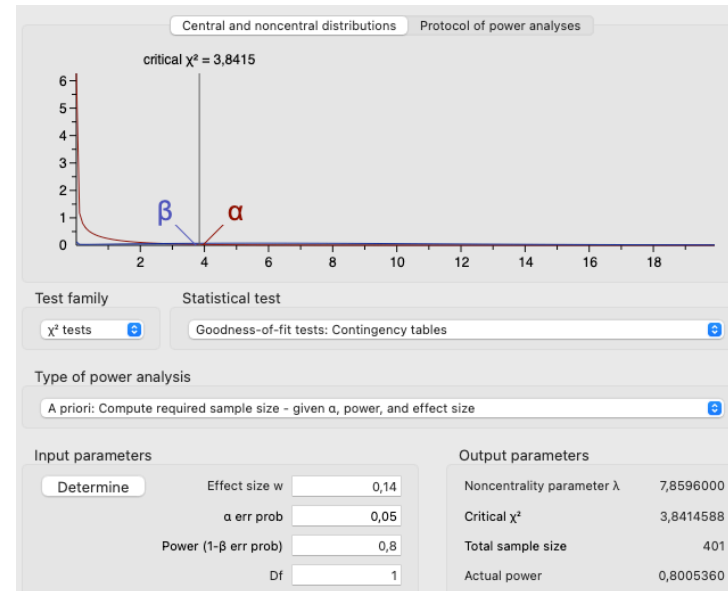 Central and noncentral distributions Protocol of power analyses
critical χ² = 3,8415
6
5
4
3
2
1
0
β α
2 4 6 8 10 12 14 16 18
Test family Statistical test
χ² tests Goodness-of-fit tests: Contingency tables
Type of power analysis
A priori: Compute required sample size - given α, power, and effect size
Input parameters Output parameters
Determine Effect size w 0,14 Noncentrality parameter λ 7,8596000
α err prob 0,05 Critical χ² 3,8414588
Power (1-β err prob) 0,8 Total sample size 401
Df 1 Actual power 0,8005360